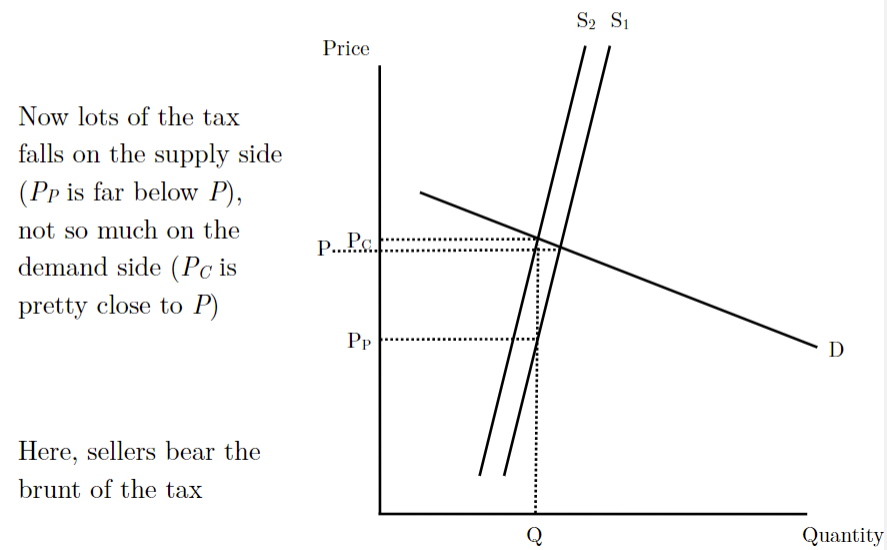 S₂ S₁
Price
Now lots of the tax
falls on the supply side
(P_P is far below P),
not so much on the
demand side (P_C is
pretty close to P)
P P_C
P_P
D
Here, sellers bear the
brunt of the tax
Q
Quantity